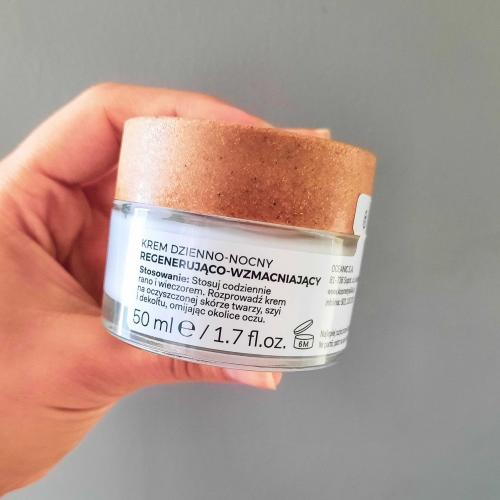 KREM DZIENNO-NOCNY
REGENERUJĄCO-WZMACNIAJĄCY
Stosowanie: Stosuj codziennie
rano i wieczorem. Rozprowadź krem
na oczyszczonej skórze twarzy, szyi
i dekoltu, omijając okolice oczu.
50 ml ℮ / 1.7 fl.oz.
6M
OCEANIC S.A.